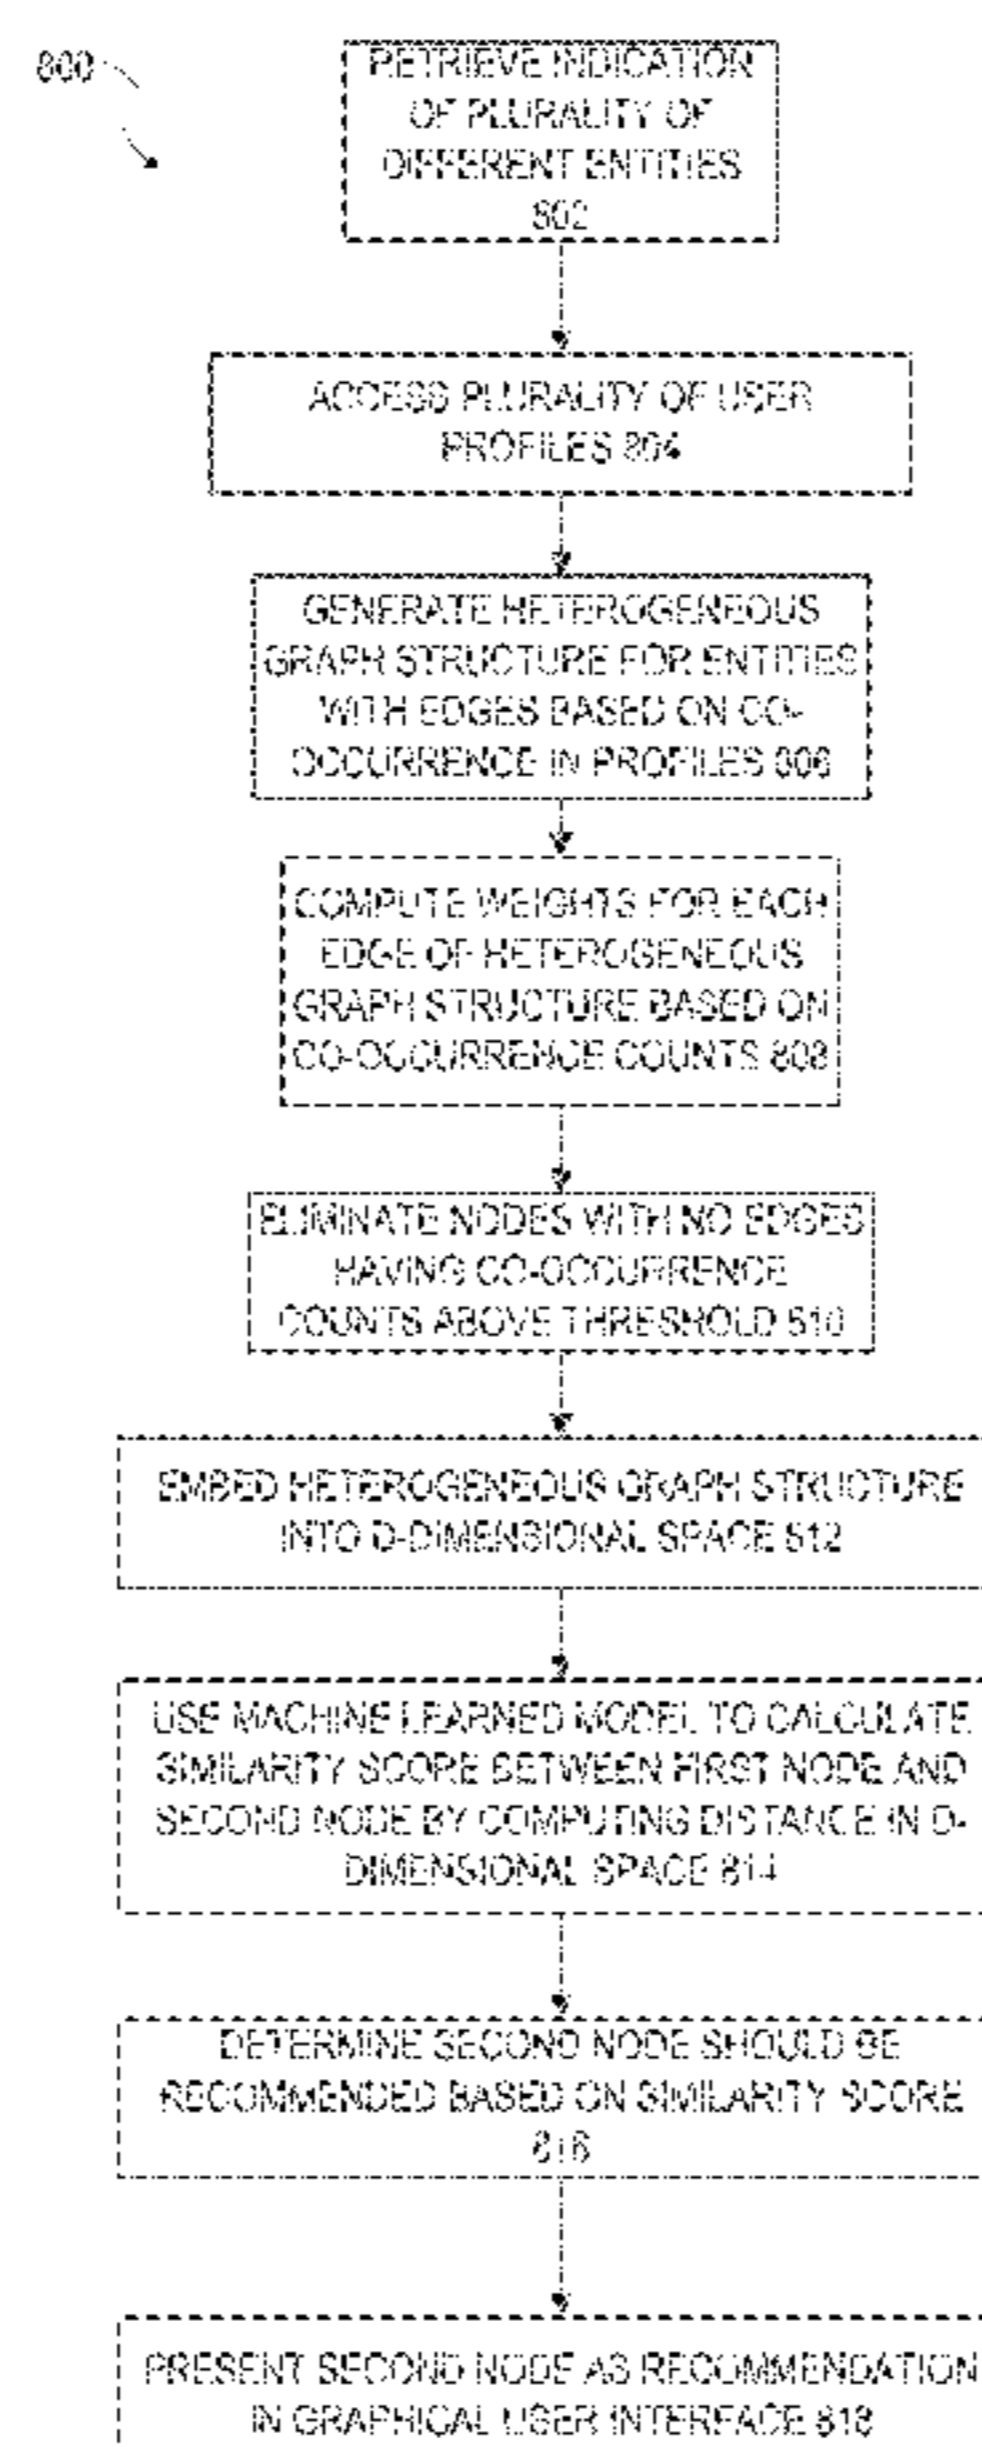 800
RETRIEVE INDICATION
OF PLURALITY OF
DIFFERENT ENTITIES
802
ACCESS PLURALITY OF USER
PROFILES 804
GENERATE HETEROGENEOUS
GRAPH STRUCTURE FOR ENTITIES
WITH EDGES BASED ON CO-
OCCURRENCE IN PROFILES 806
COMPUTE WEIGHTS FOR EACH
EDGE OF HETEROGENEOUS
GRAPH STRUCTURE BASED ON
CO-OCCURRENCE COUNTS 808
ELIMINATE NODES WITH NO EDGES
HAVING CO-OCCURRENCE
COUNTS ABOVE THRESHOLD 810
EMBED HETEROGENEOUS GRAPH STRUCTURE
INTO D-DIMENSIONAL SPACE 812
USE MACHINE LEARNED MODEL TO CALCULATE
SIMILARITY SCORE BETWEEN FIRST NODE AND
SECOND NODE BY COMPUTING DISTANCE IN D-
DIMENSIONAL SPACE 814
DETERMINE SECOND NODE SHOULD BE
RECOMMENDED BASED ON SIMILARITY SCORE
816
PRESENT SECOND NODE AS RECOMMENDATION
IN GRAPHICAL USER INTERFACE 818